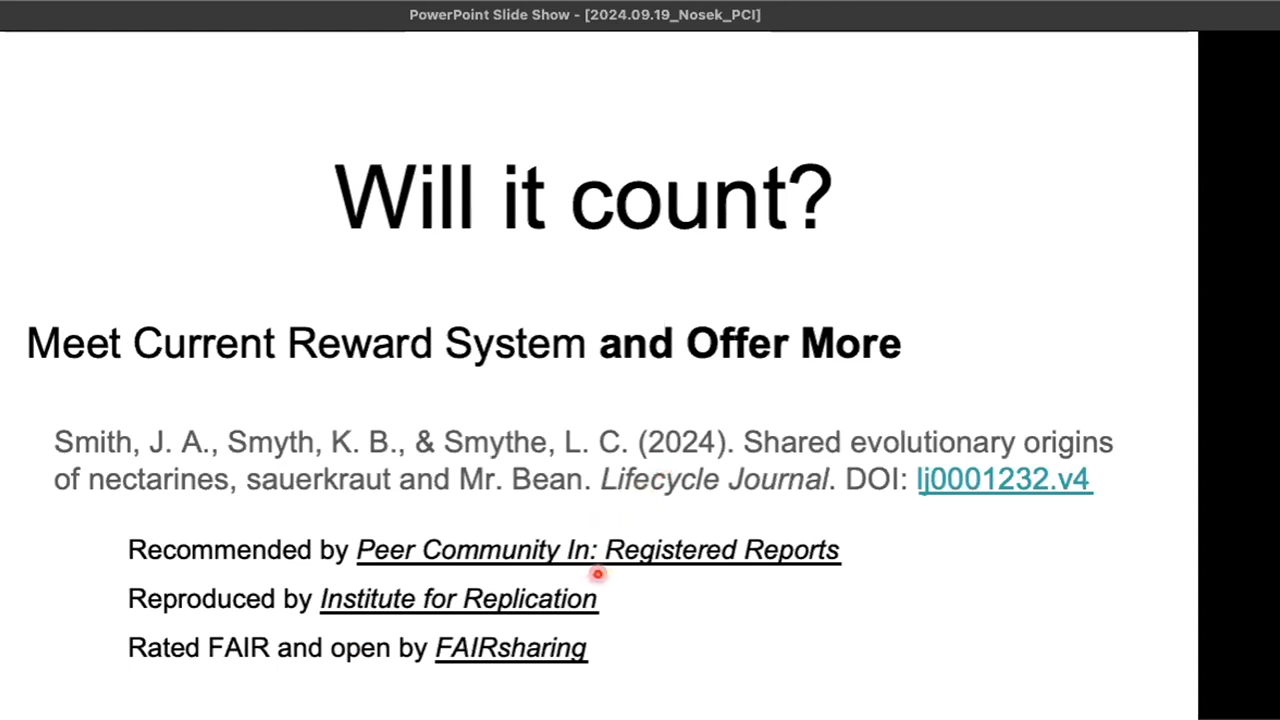 PowerPoint Slide Show - [2024.09.19_Nosek_PCI]
Will it count?
Meet Current Reward System and Offer More
Smith, J. A., Smyth, K. B., & Smythe, L. C. (2024). Shared evolutionary origins
of nectarines, sauerkraut and Mr. Bean. Lifecycle Journal. DOI: lj0001232.v4
Recommended by Peer Community In: Registered Reports
Reproduced by Institute for Replication
Rated FAIR and open by FAIRsharing